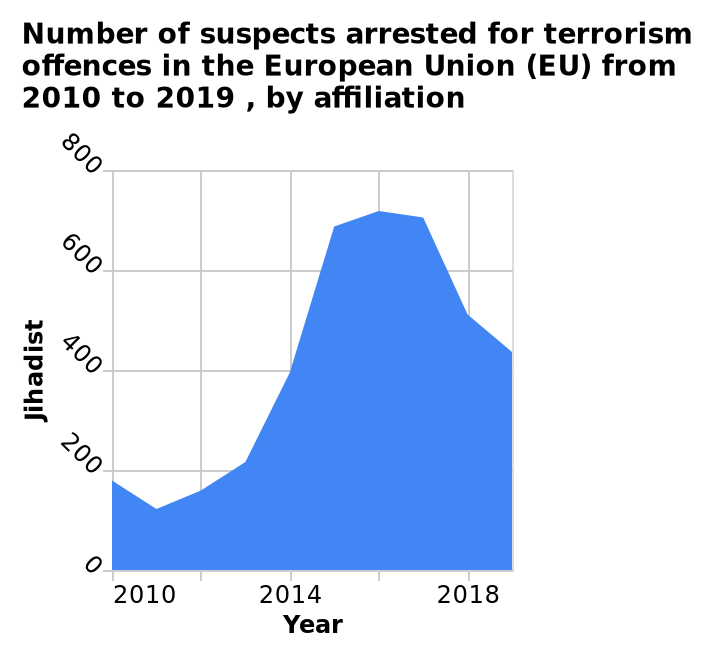 Number of suspects arrested for terrorism
offences in the European Union (EU) from
2010 to 2019 , by affiliation
800
600
400
200
0
Jihadist
2010 2014 2018
Year